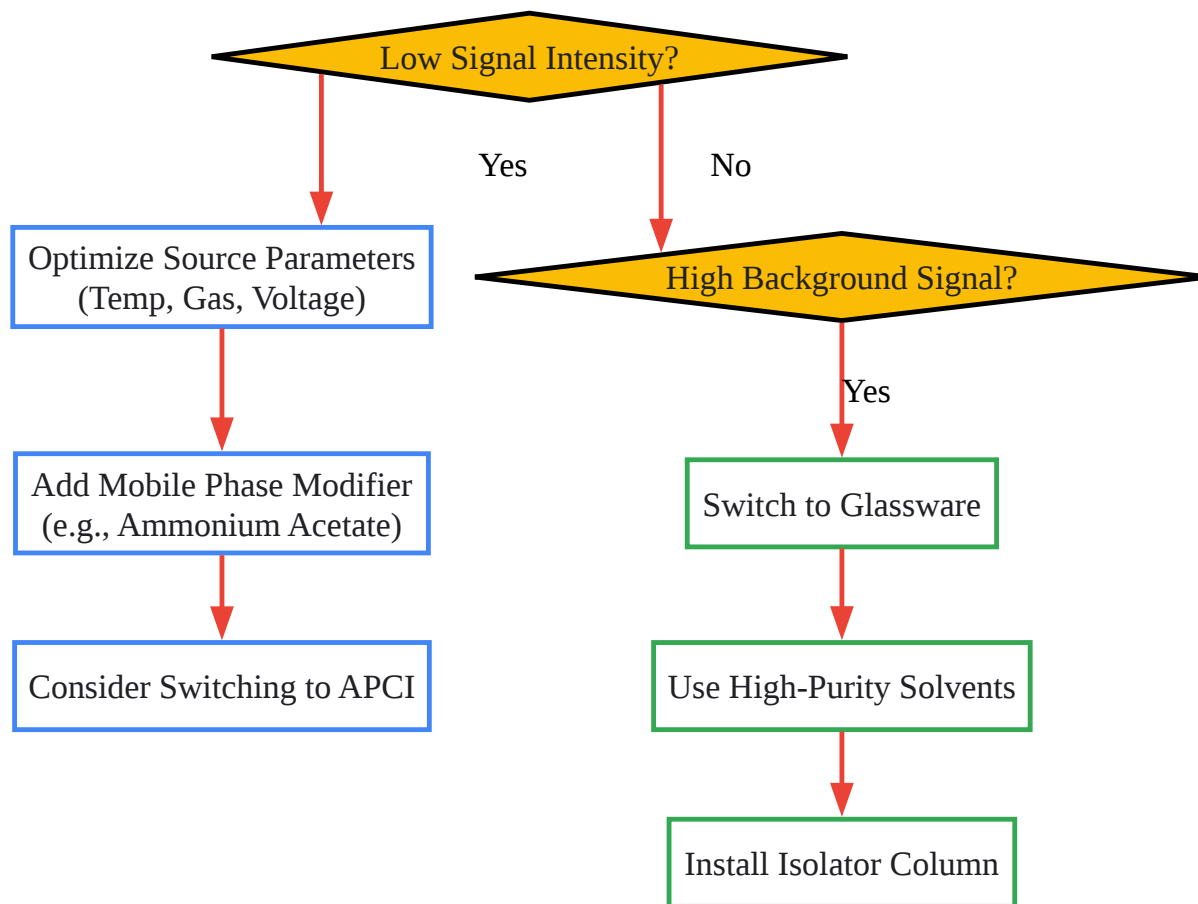 Low Signal Intensity?
Yes
No
Optimize Source Parameters
(Temp, Gas, Voltage)
High Background Signal?
Yes
Add Mobile Phase Modifier
(e.g., Ammonium Acetate)
Switch to Glassware
Consider Switching to APCI
Use High-Purity Solvents
Install Isolator Column